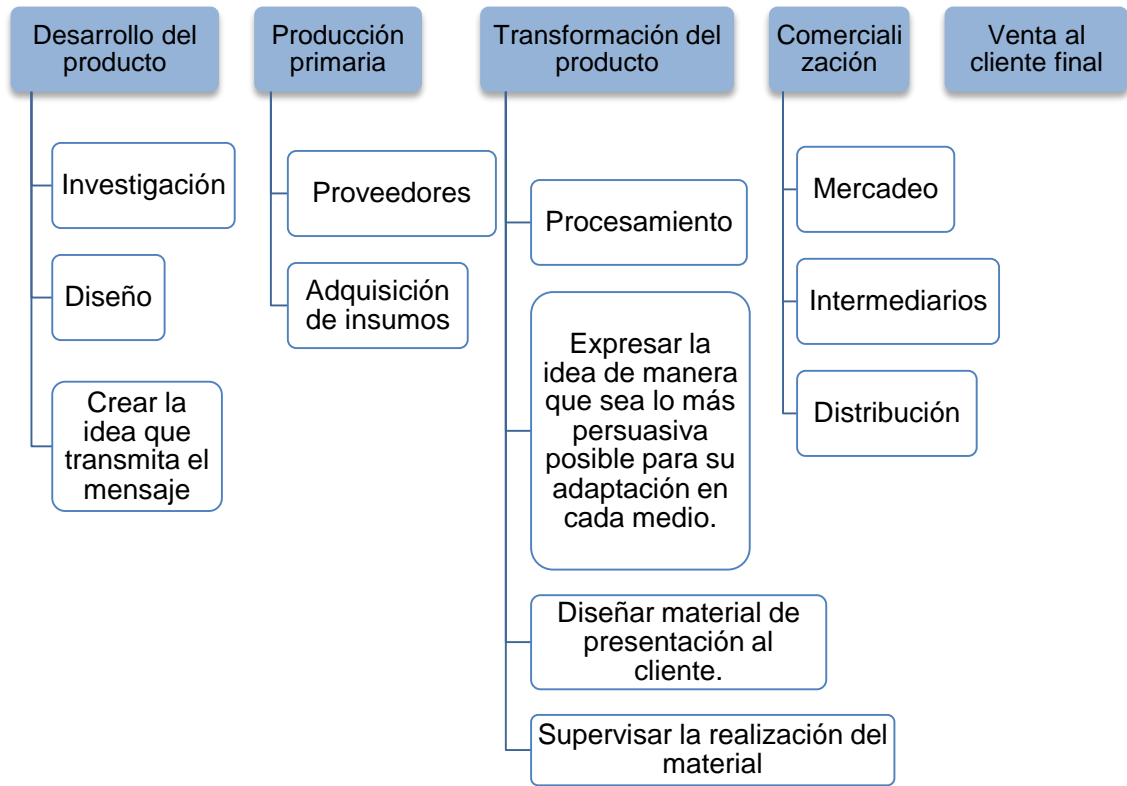 Desarrollo del
producto
Investigación
Diseño
Crear la
idea que
transmita el
mensaje
Producción
primaria
Proveedores
Adquisición
de insumos
Transformación del
producto
Procesamiento
Expresar la
idea de manera
que sea lo más
persuasiva
posible para su
adaptación en
cada medio.
Diseñar material de
presentación al
cliente.
Supervisar la realización del
material
Comerciali
zación
Mercadeo
Intermediarios
Distribución
Venta al
cliente final